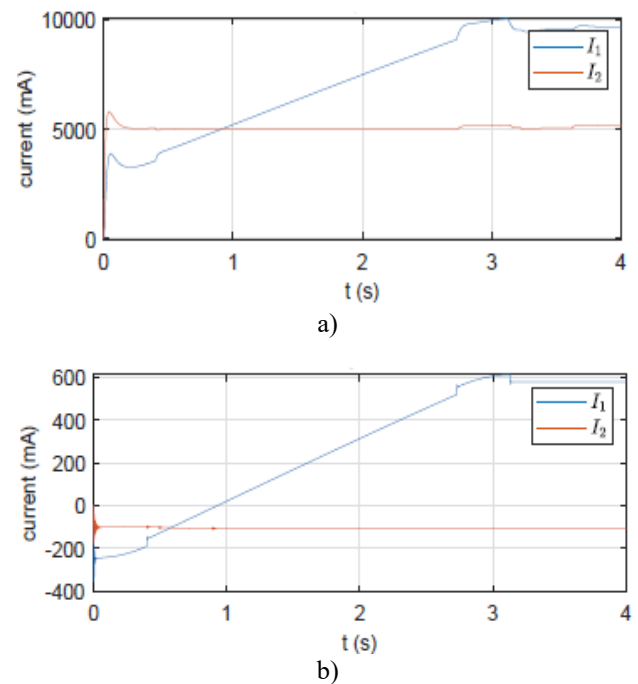 10000
5000
0
current (mA)
I1
I2
0 1 2 3 4
t (s)
a)
600
400
200
0
-200
-400
current (mA)
I1
I2
0 1 2 3 4
t (s)
b)